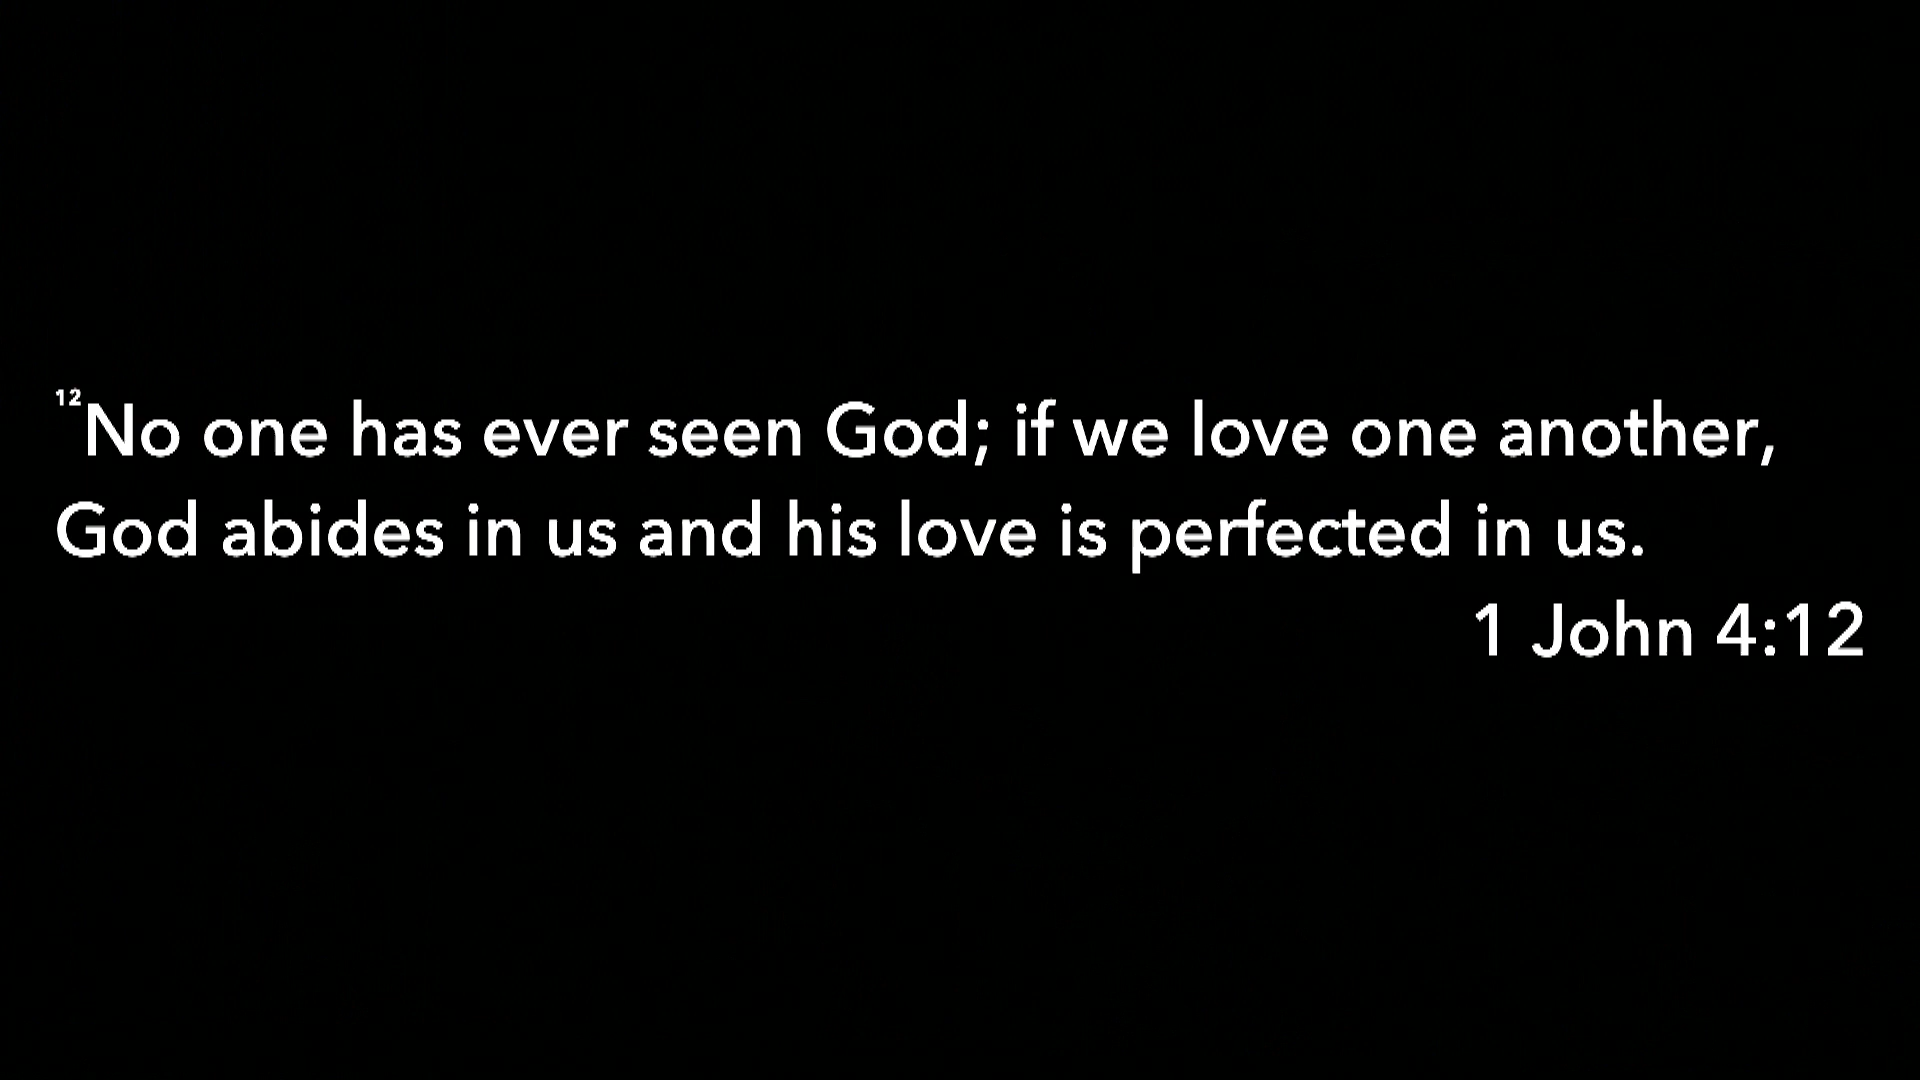 ¹²No one has ever seen God; if we love one another,
God abides in us and his love is perfected in us.
1 John 4:12